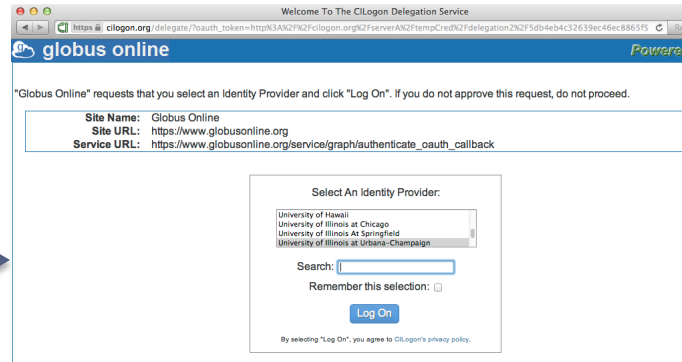 Welcome To The CILogon Delegation Service
https cilogon.org/delegate/?oauth_token=http%3A%2F%2Fcilogon.org%2FserverA%2FtempCred%2Fdelegation2%2F5db4eb4c32639ec46ec8865f5
globus online
Powere
"Globus Online" requests that you select an Identity Provider and click "Log On". If you do not approve this request, do not proceed.
Site Name: Globus Online
Site URL: https://www.globusonline.org
Service URL: https://www.globusonline.org/service/graph/authenticate_oauth_callback
Select An Identity Provider:
University of Hawaii
University of Illinois at Chicago
University of Illinois At Springfield
University of Illinois at Urbana-Champaign
Search:
Remember this selection:
Log On
By selecting "Log On", you agree to CILogon's privacy policy.